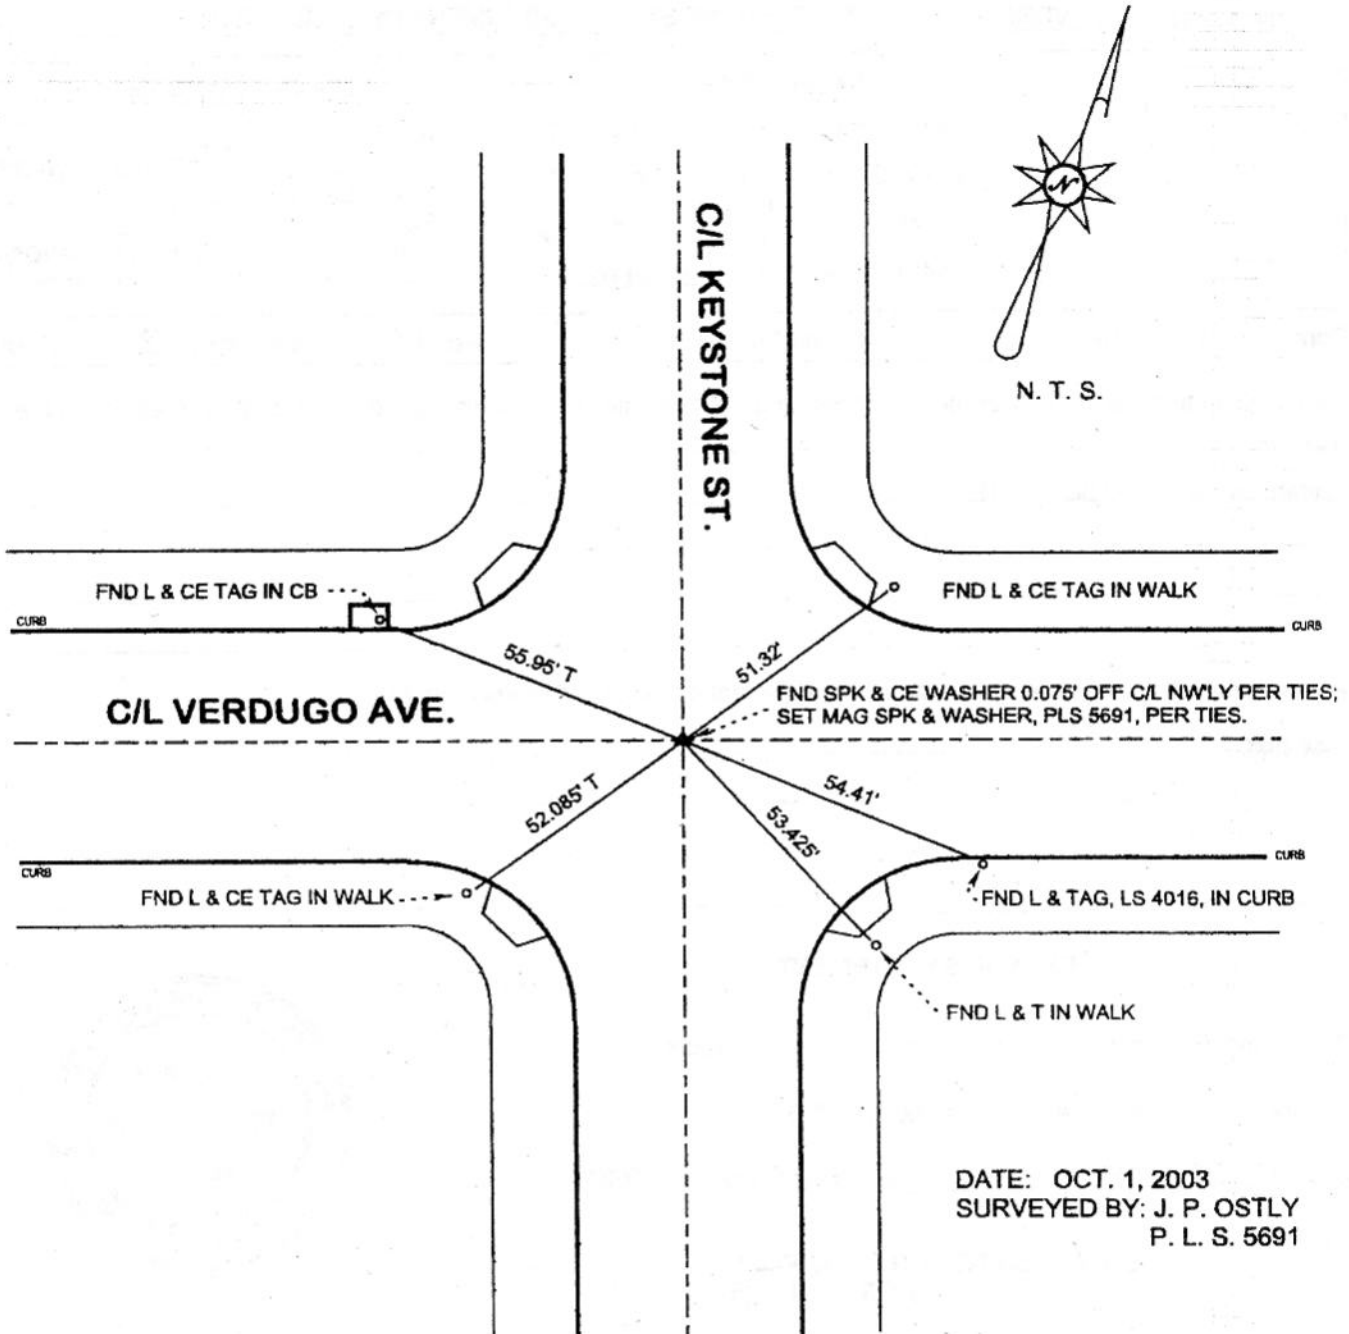 N
N. T. S.
C/L KEYSTONE ST.
FND L & CE TAG IN CB
FND L & CE TAG IN WALK
CURB
CURB
55.95' T
51.32'
FND SPK & CE WASHER 0.075' OFF C/L NW'LY PER TIES;
SET MAG SPK & WASHER, PLS 5691, PER TIES.
C/L VERDUGO AVE.
52.085' T
54.41'
53.425'
CURB
CURB
FND L & CE TAG IN WALK
FND L & TAG, LS 4016, IN CURB
FND L & T IN WALK
DATE: OCT. 1, 2003
SURVEYED BY: J. P. OSTLY
P. L. S. 5691